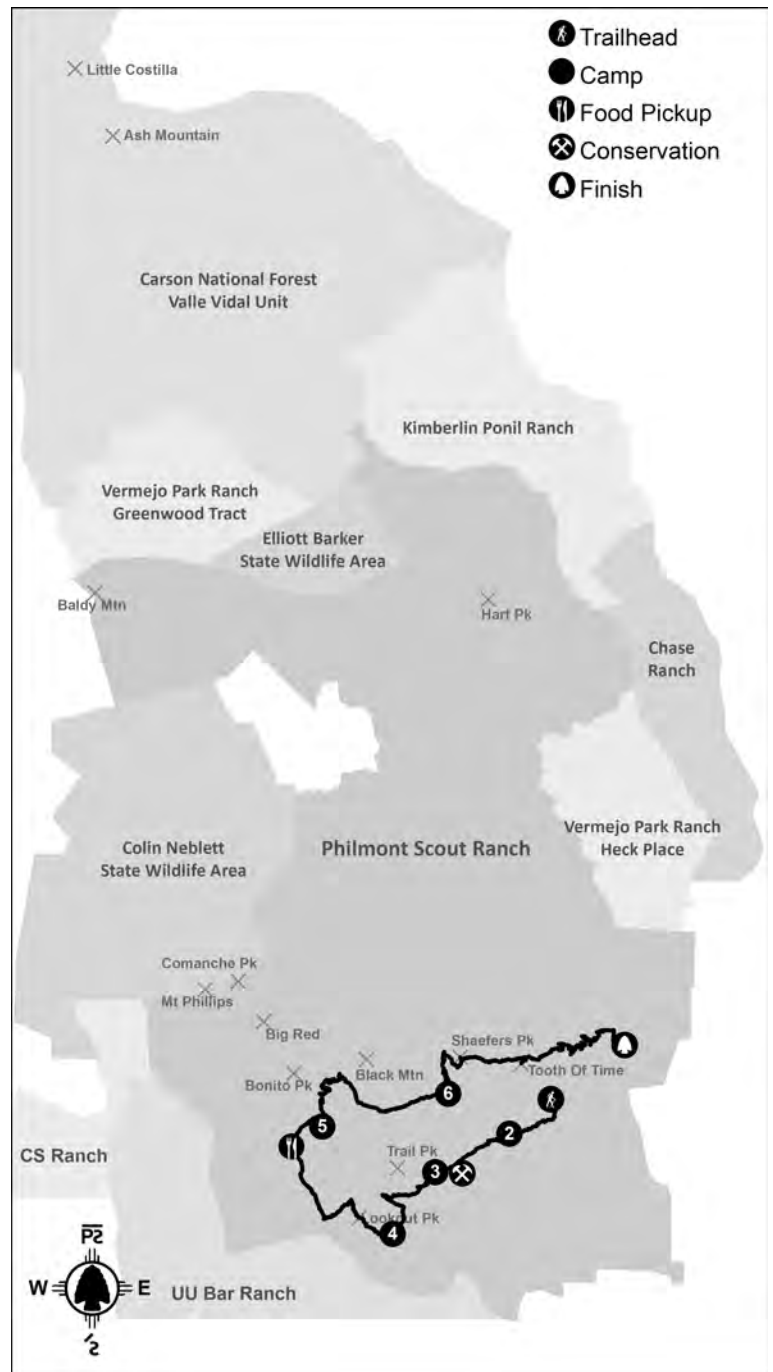 Trailhead
Camp
Food Pickup
Conservation
Finish
Little Costilla
Ash Mountain
Carson National Forest
Valle Vidal Unit
Kimberlin Ponil Ranch
Vermejo Park Ranch
Greenwood Tract
Elliott Barker
State Wildlife Area
Baldy Mtn
Hart Pk
Chase
Ranch
Colin Neblett
State Wildlife Area
Philmont Scout Ranch
Vermejo Park Ranch
Heck Place
Comanche Pk
Mt Phillips
Big Red
Shaefers Pk
Black Mtn
Tooth Of Time
Bonito Pk
6
5
2
CS Ranch
Trail Pk
3
Lookout Pk
4
W E
UU Bar Ranch